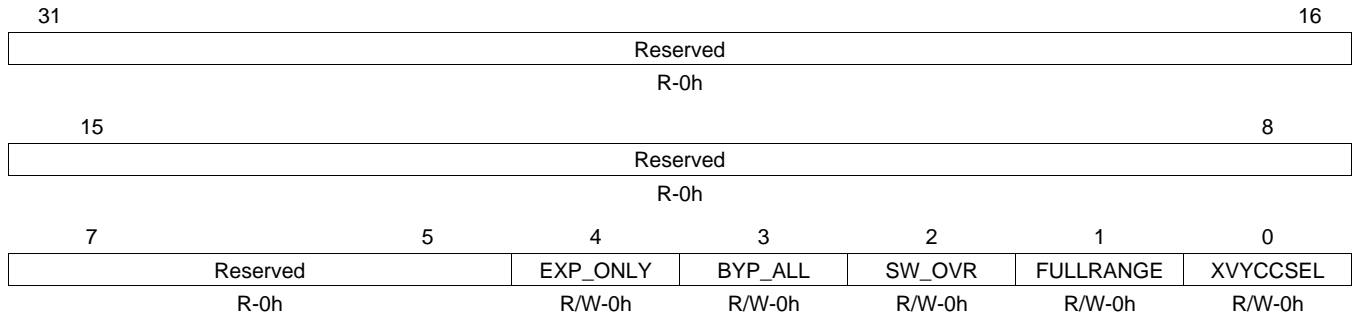 31 16
Reserved
R-0h
15 8
Reserved
R-0h
7 5 4 3 2 1 0
Reserved EXP_ONLY BYP_ALL SW_OVR FULLRANGE XVYCCSEL
R-0h R/W-0h R/W-0h R/W-0h R/W-0h R/W-0h